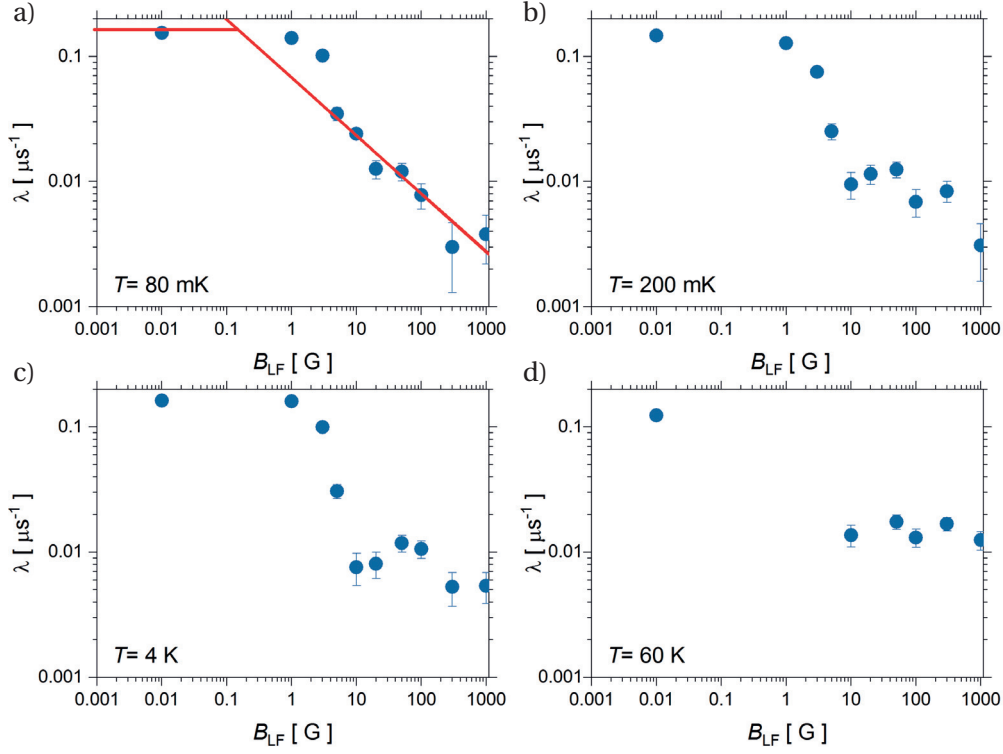 a)
0.1
0.01
0.001
λ [ µs⁻¹ ]
T= 80 mK
0.001 0.01 0.1 1 10 100 1000
B_LF [ G ]
b)
0.1
0.01
0.001
λ [ µs⁻¹ ]
T= 200 mK
0.001 0.01 0.1 1 10 100 1000
B_LF [ G ]
c)
0.1
0.01
0.001
λ [ µs⁻¹ ]
T= 4 K
0.001 0.01 0.1 1 10 100 1000
B_LF [ G ]
d)
0.1
0.01
0.001
λ [ µs⁻¹ ]
T= 60 K
0.001 0.01 0.1 1 10 100 1000
B_LF [ G ]